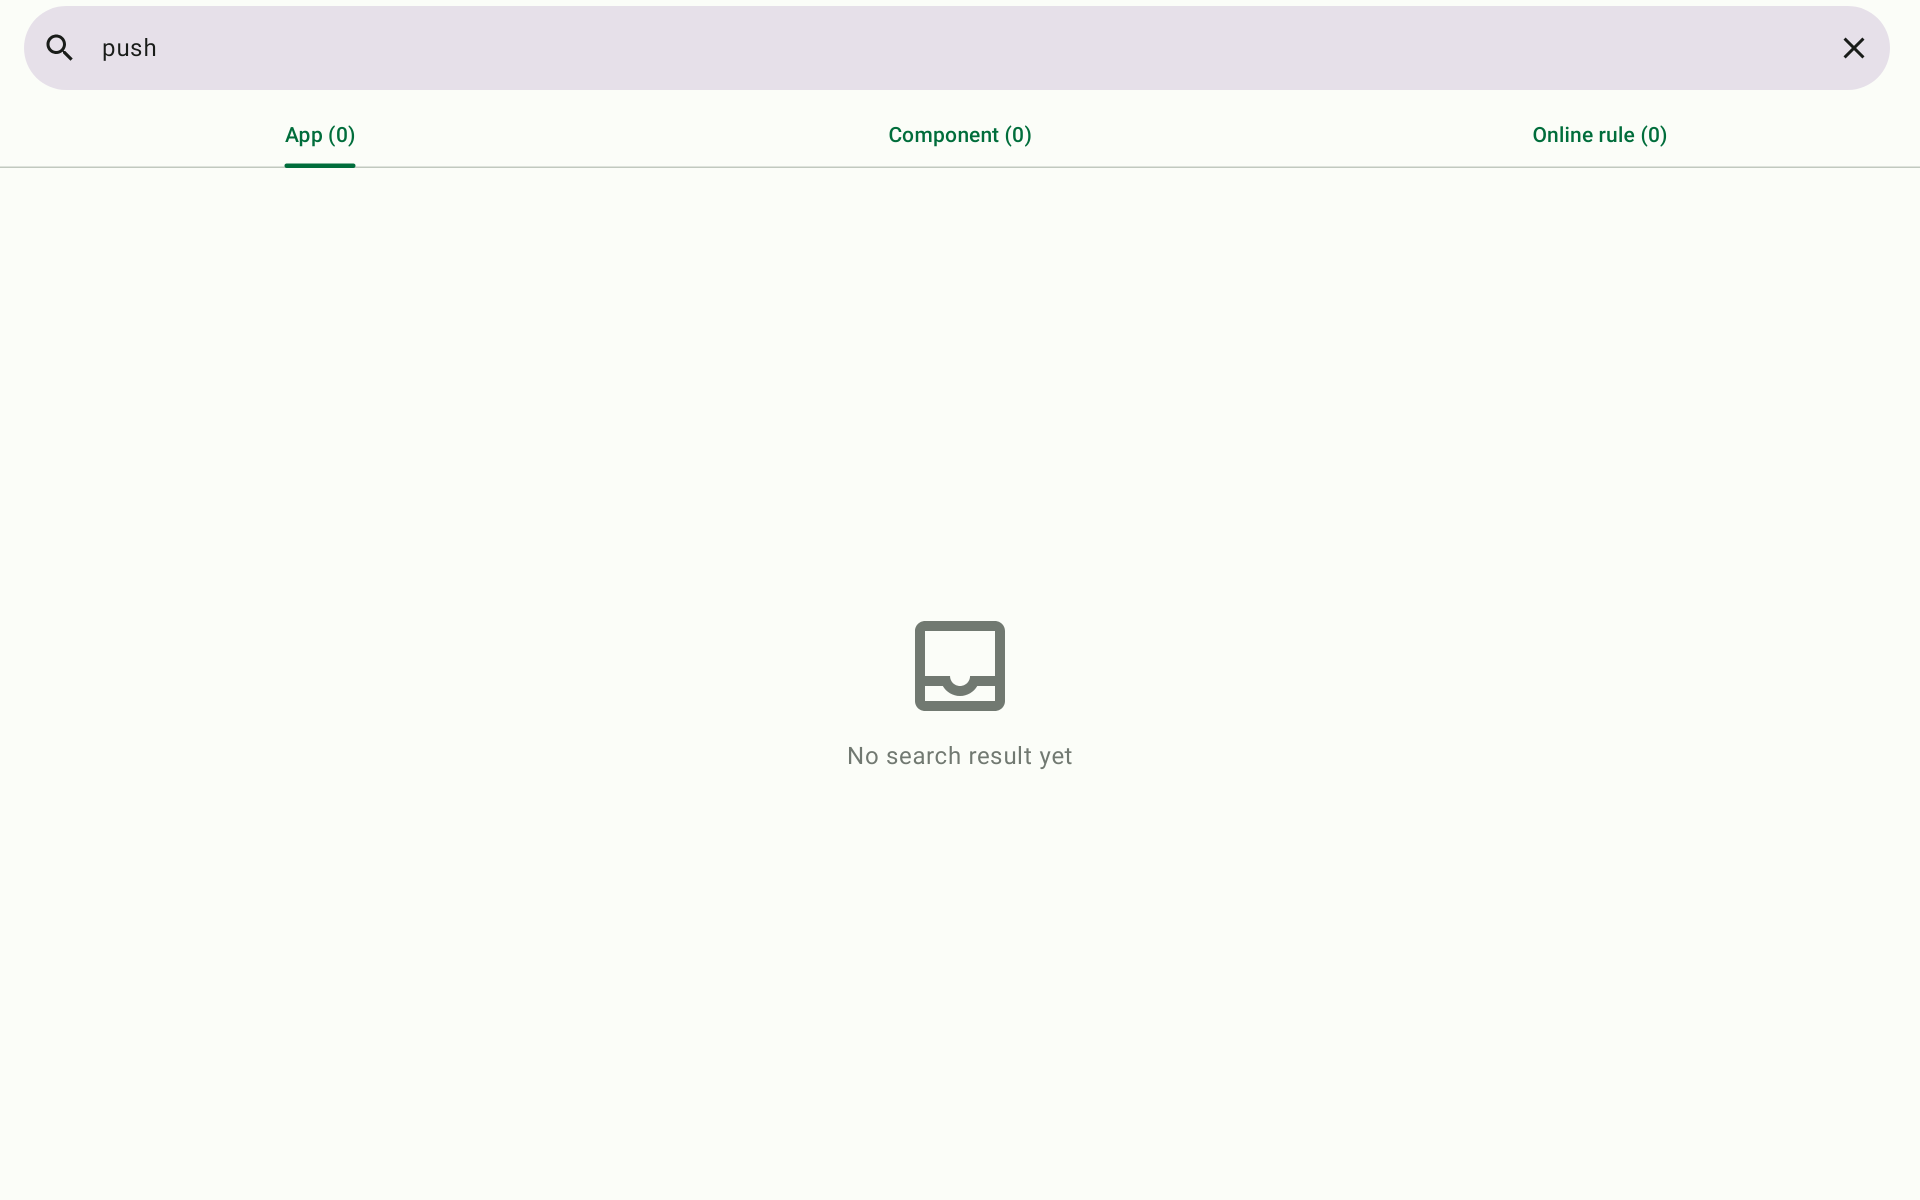 push
App (0)
Component (0)
Online rule (0)
No search result yet